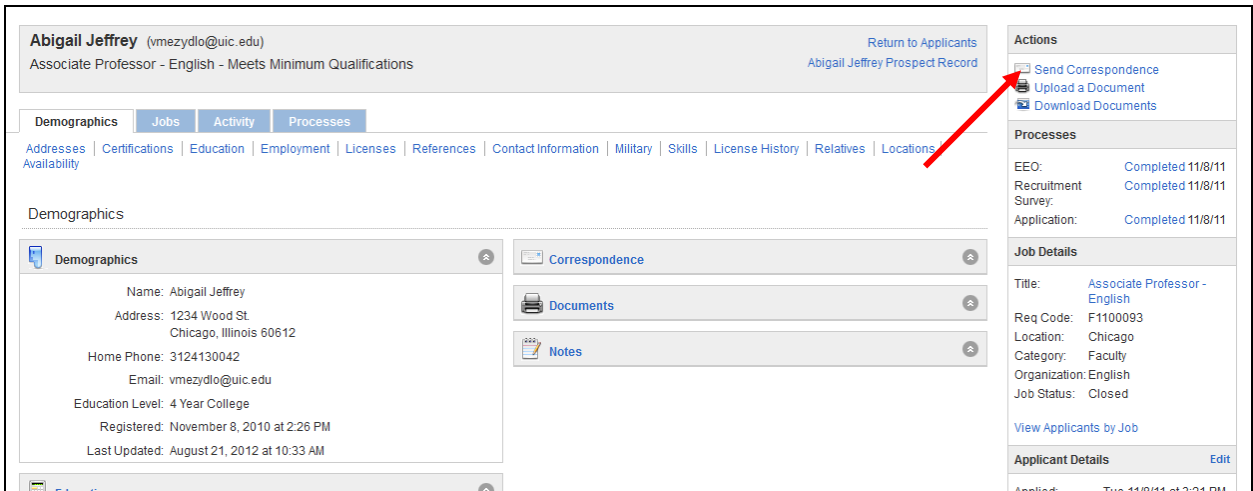 Abigail Jeffrey (vmezydlo@uic.edu)
Associate Professor - English - Meets Minimum Qualifications
Return to Applicants
Abigail Jeffrey Prospect Record
Demographics Jobs Activity Processes
Addresses | Certifications | Education | Employment | Licenses | References | Contact Information | Military | Skills | License History | Relatives | Locations |
Availability
Demographics
Demographics
Name: Abigail Jeffrey
Address: 1234 Wood St.
Chicago, Illinois 60612
Home Phone: 3124130042
Email: vmezydlo@uic.edu
Education Level: 4 Year College
Registered: November 8, 2010 at 2:26 PM
Last Updated: August 21, 2012 at 10:33 AM
Correspondence
Documents
Notes
Actions
Send Correspondence
Upload a Document
Download Documents
Processes
EEO: Completed 11/8/11
Recruitment Completed 11/8/11
Survey:
Application: Completed 11/8/11
Job Details
Title: Associate Professor -
English
Req Code: F1100093
Location: Chicago
Category: Faculty
Organization: English
Job Status: Closed
View Applicants by Job
Applicant Details Edit